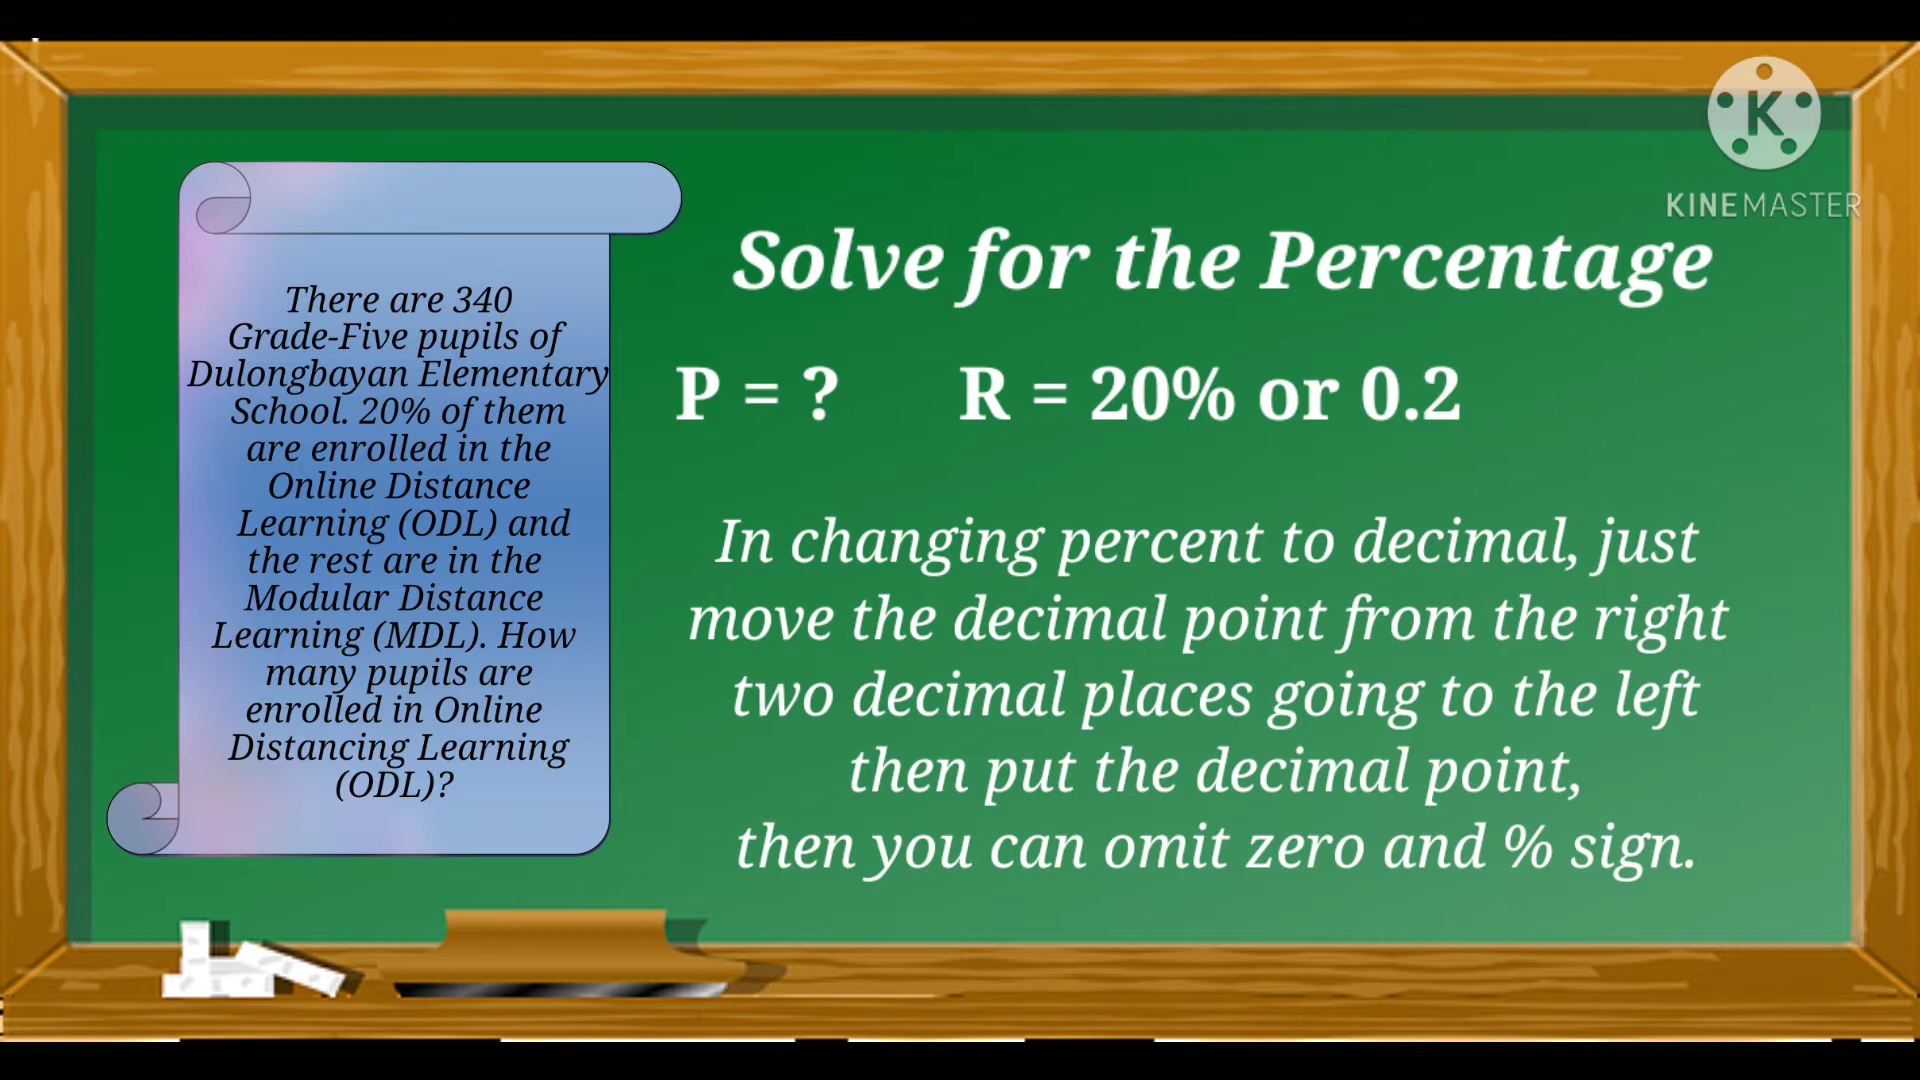 K
KINEMASTER
There are 340
Grade-Five pupils of
Dulongbayan Elementary
School. 20% of them
are enrolled in the
Online Distance
Learning (ODL) and
the rest are in the
Modular Distance
Learning (MDL). How
many pupils are
enrolled in Online
Distancing Learning
(ODL)?
Solve for the Percentage
P = ? R = 20% or 0.2
In changing percent to decimal, just
move the decimal point from the right
two decimal places going to the left
then put the decimal point,
then you can omit zero and % sign.